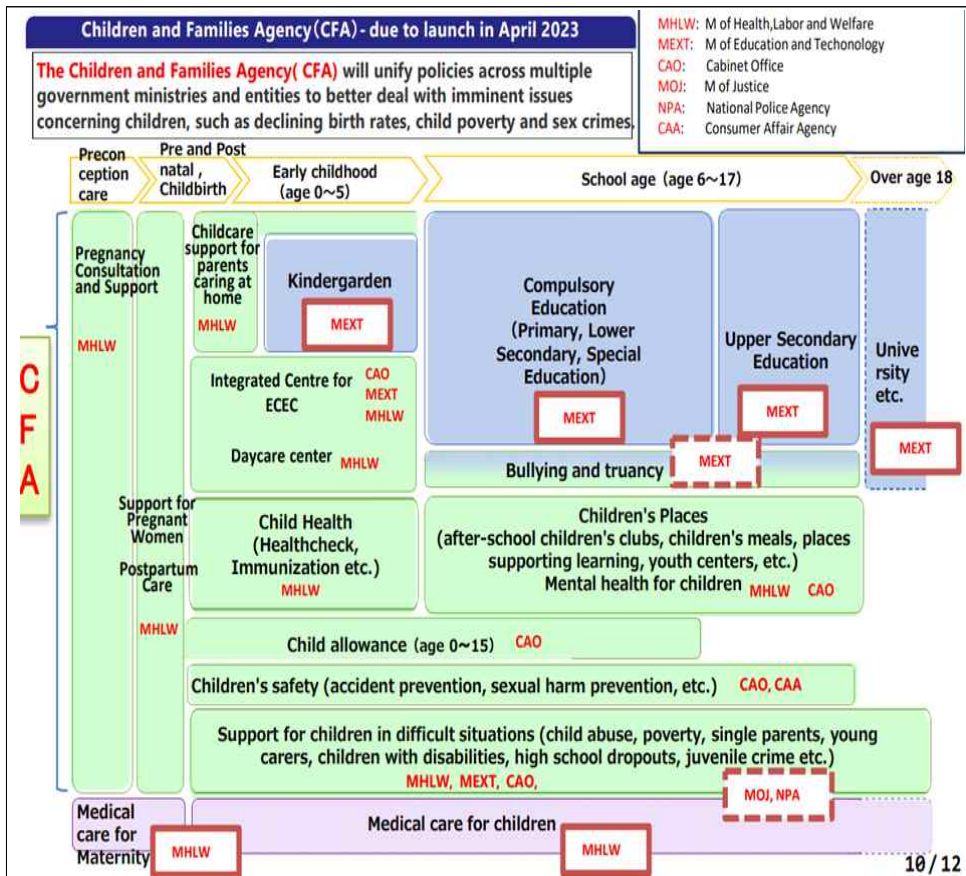 Children and Families Agency(CFA) - due to launch in April 2023
The Children and Families Agency( CFA) will unify policies across multiple
government ministries and entities to better deal with imminent issues
concerning children, such as declining birth rates, child poverty and sex crimes.
MHLW: M of Health,Labor and Welfare
MEXT: M of Education and Techonology
CAO: Cabinet Office
MOJ: M of Justice
NPA: National Police Agency
CAA: Consumer Affair Agency
Precon
ception
care
Pre and Post
natal ,
Childbirth
Early childhood
(age 0~5)
School age (age 6~17)
Over age 18
C
F
A
Pregnancy
Consultation
and Support
MHLW
Support for
Pregnant
Women
Postpartum
Care
MHLW
Childcare
support for
parents
caring at
home
MHLW
Kindergarden
MEXT
Integrated Centre for
ECEC
CAO
MEXT
MHLW
Daycare center MHLW
Compulsory
Education
(Primary, Lower
Secondary, Special
Education)
MEXT
Upper Secondary
Education
MEXT
Unive
rsity
etc.
MEXT
Bullying and truancy
MEXT
Child Health
(Healthcheck,
Immunization etc.)
MHLW
Children's Places
(after-school children's clubs, children's meals, places
supporting learning, youth centers, etc.)
Mental health for children MHLW CAO
Child allowance (age 0~15) CAO
Children's safety (accident prevention, sexual harm prevention, etc.) CAO, CAA
Support for children in difficult situations (child abuse, poverty, single parents, young
carers, children with disabilities, high school dropouts, juvenile crime etc.)
MHLW, MEXT, CAO,
MOJ, NPA
Medical
care for
Maternity
MHLW
Medical care for children
MHLW
10/12